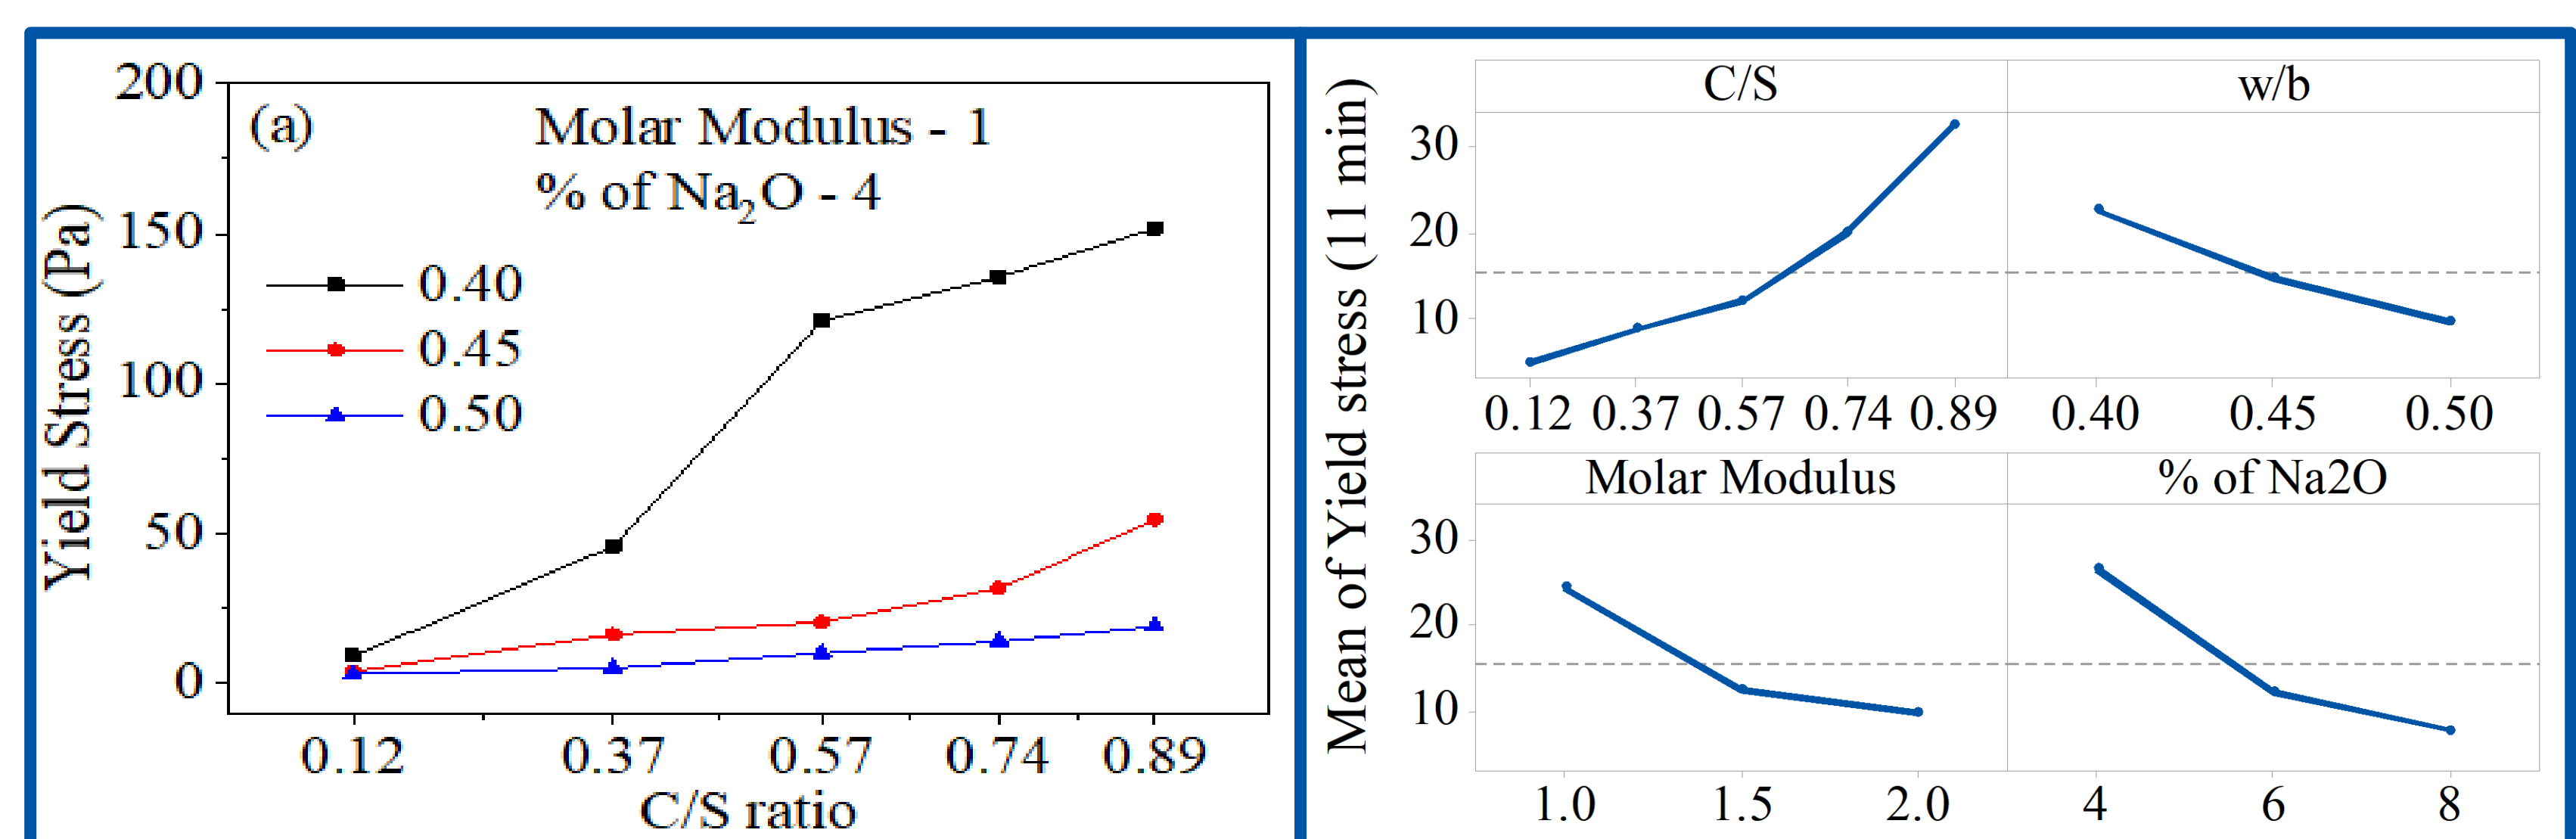 (a)
Molar Modulus - 1
% of Na₂O - 4
0.40
0.45
0.50
200
150
100
50
0
Yield Stress (Pa)
0.12 0.37 0.57 0.74 0.89
C/S ratio
Mean of Yield stress (11 min)
C/S w/b
30
20
10
0.12 0.37 0.57 0.74 0.89 0.40 0.45 0.50
Molar Modulus % of Na2O
30
20
10
1.0 1.5 2.0 4 6 8